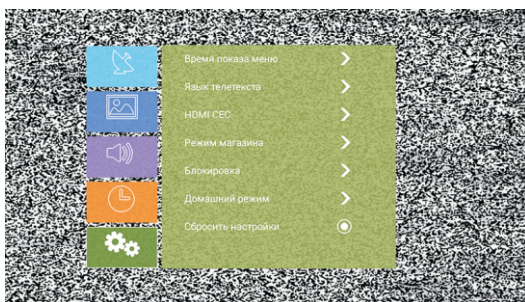 Время показа меню
Язык телетекста
HDMI CEC
Режим магазина
Блокировка
Домашний режим
Сбросить настройки